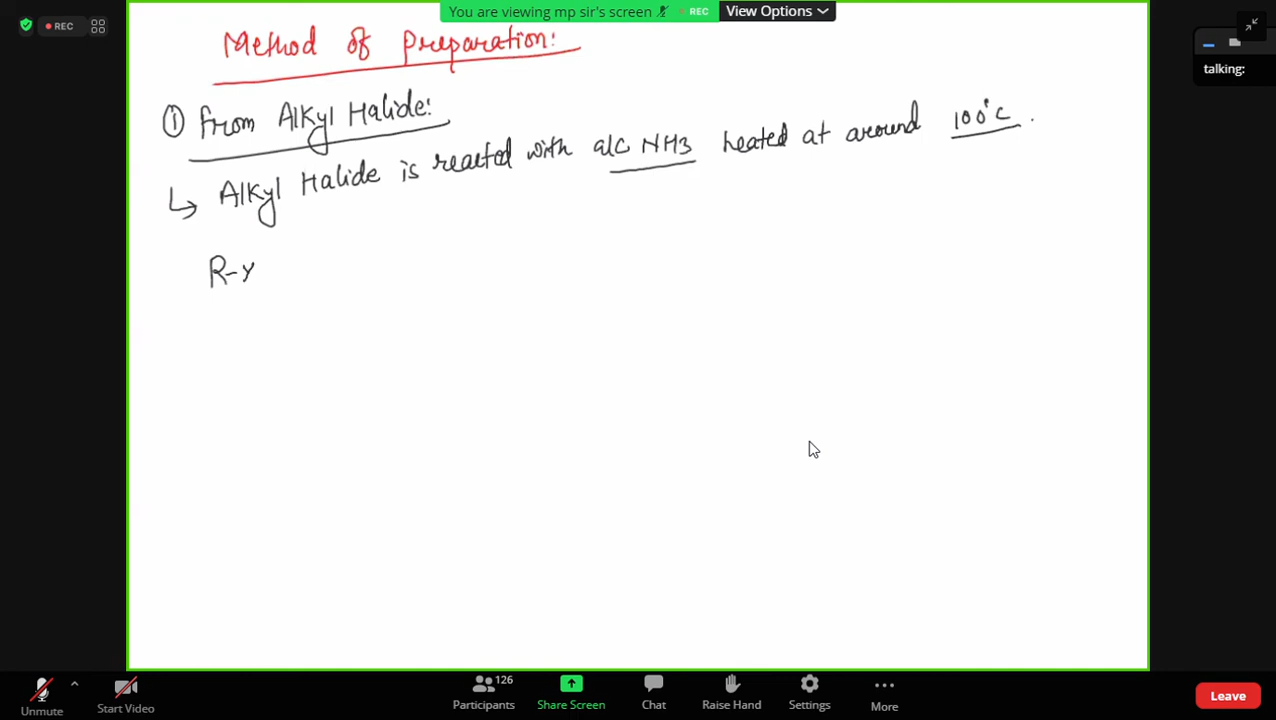 You are viewing mp sir's screen
REC
View Options
REC
talking:
Method of preparation:
① from Alkyl Halide:
↳ Alkyl Halide is reacted with alc NH3 heated at around 100°C.
R-X
Unmute
Start Video
Participants
126
Share Screen
Chat
Raise Hand
Settings
More
Leave